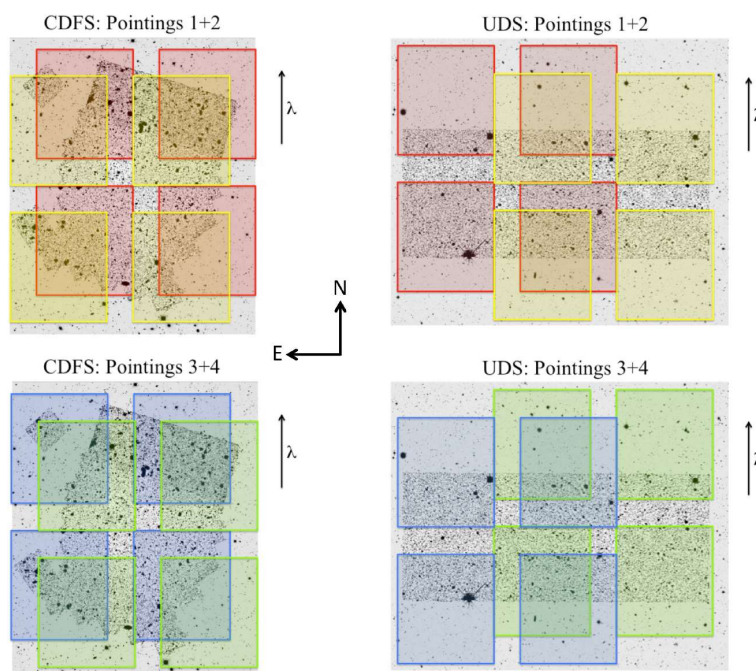 CDFS: Pointings 1+2
UDS: Pointings 1+2
λ
λ
N
E
CDFS: Pointings 3+4
UDS: Pointings 3+4
λ
λ